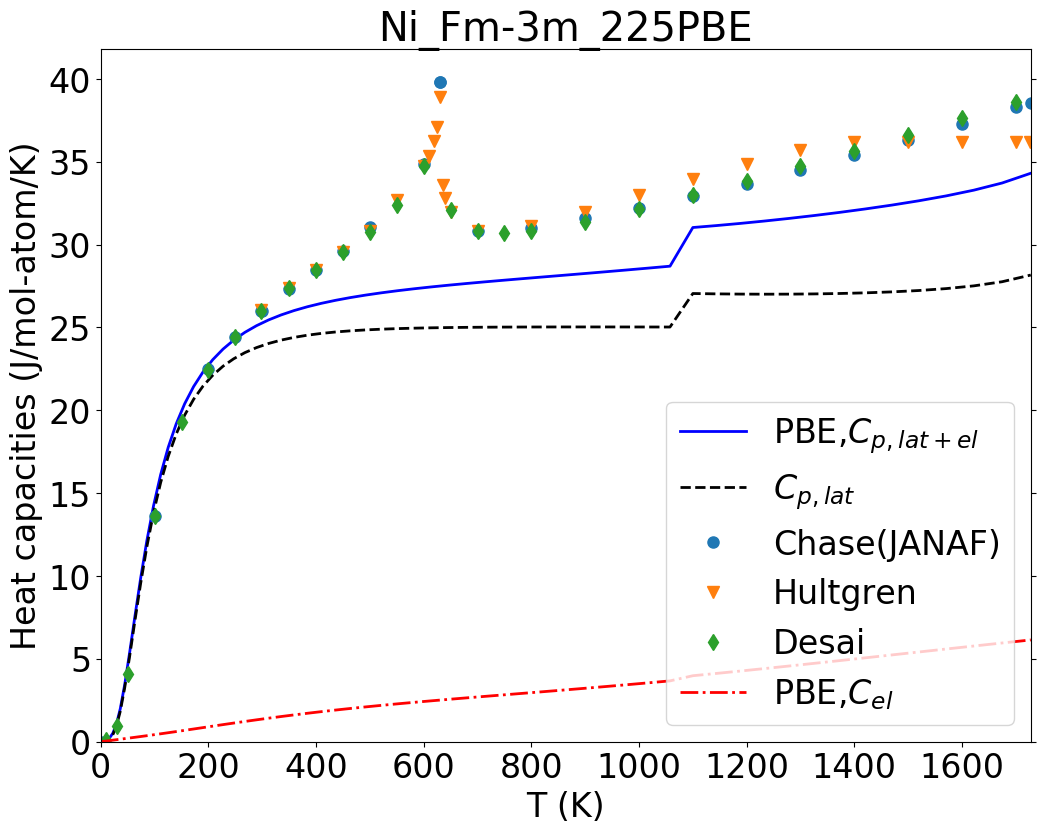 Ni_Fm-3m_225PBE
Heat capacities (J/mol-atom/K)
40
35
30
25
20
15
10
5
0
PBE,C_{p,lat+el}
C_{p,lat}
Chase(JANAF)
Hultgren
Desai
PBE,C_{el}
0 200 400 600 800 1000 1200 1400 1600
T (K)